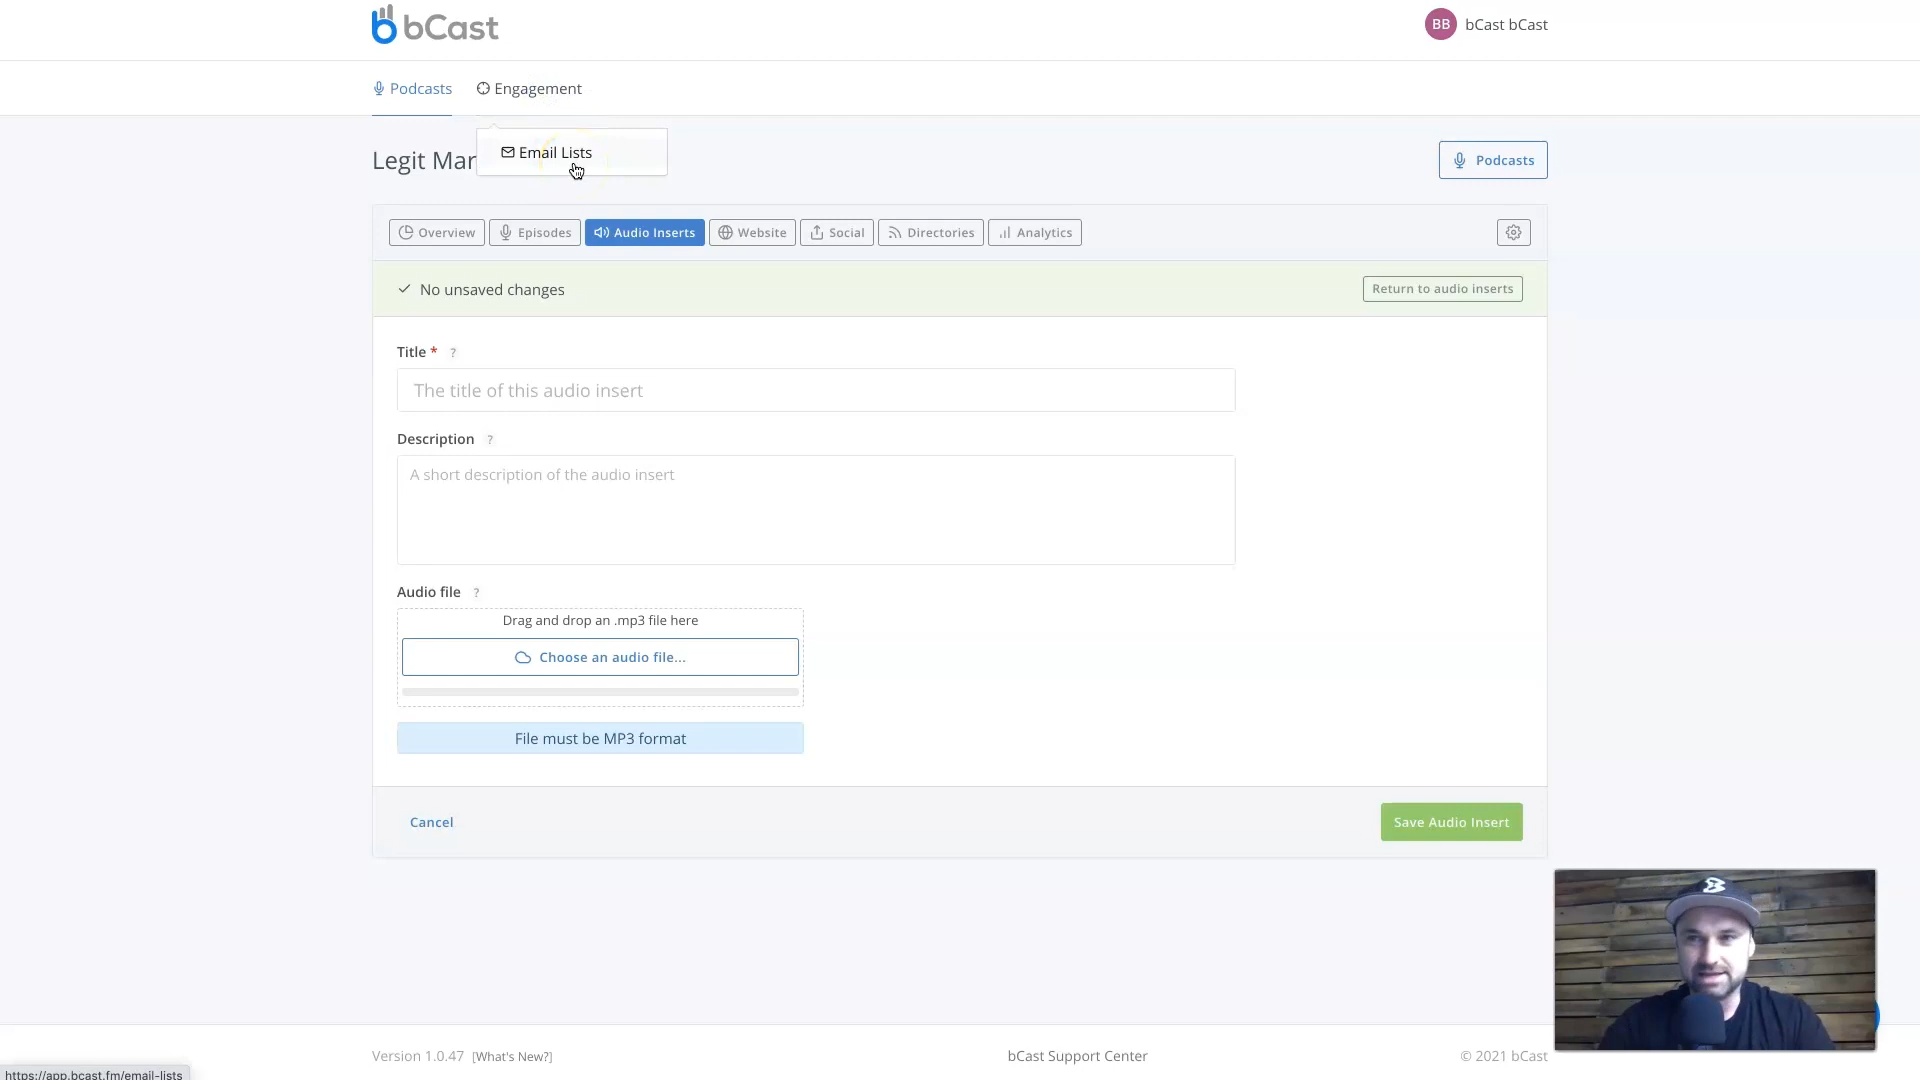 bCast
BB bCast bCast
Podcasts Engagement
Email Lists
Legit Mar
Podcasts
Overview Episodes Audio Inserts Website Social Directories Analytics
No unsaved changes
Return to audio inserts
Title * ?
The title of this audio insert
Description ?
A short description of the audio insert
Audio file ?
Drag and drop an .mp3 file here
Choose an audio file...
File must be MP3 format
Cancel
Save Audio Insert
Version 1.0.47 [What's New?]
bCast Support Center
© 2021 bCast
https://app.bcast.fm/email-lists